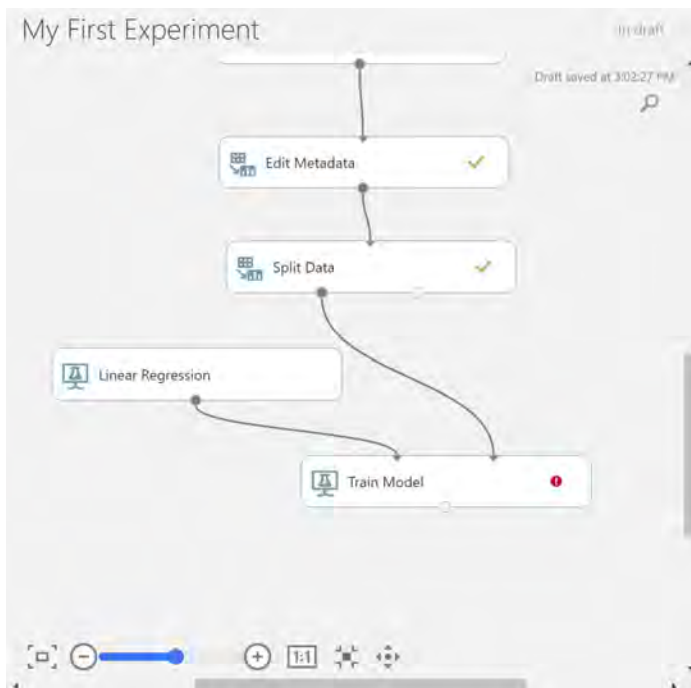 My First Experiment
In draft
Draft saved at 3:02:27 PM
Edit Metadata
Split Data
Linear Regression
Train Model
1:1